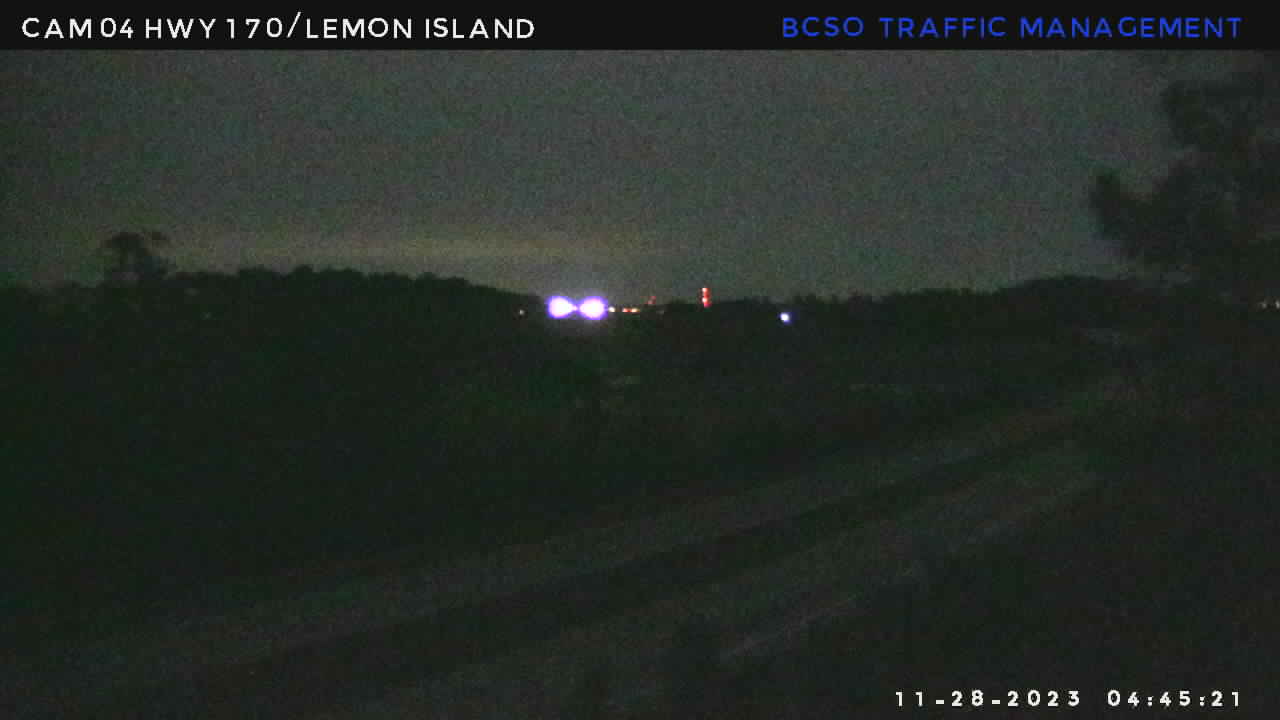 CAM04 HWY 170/LEMON ISLAND
BCSO TRAFFIC MANAGEMENT
11-28-2023 04:45:21